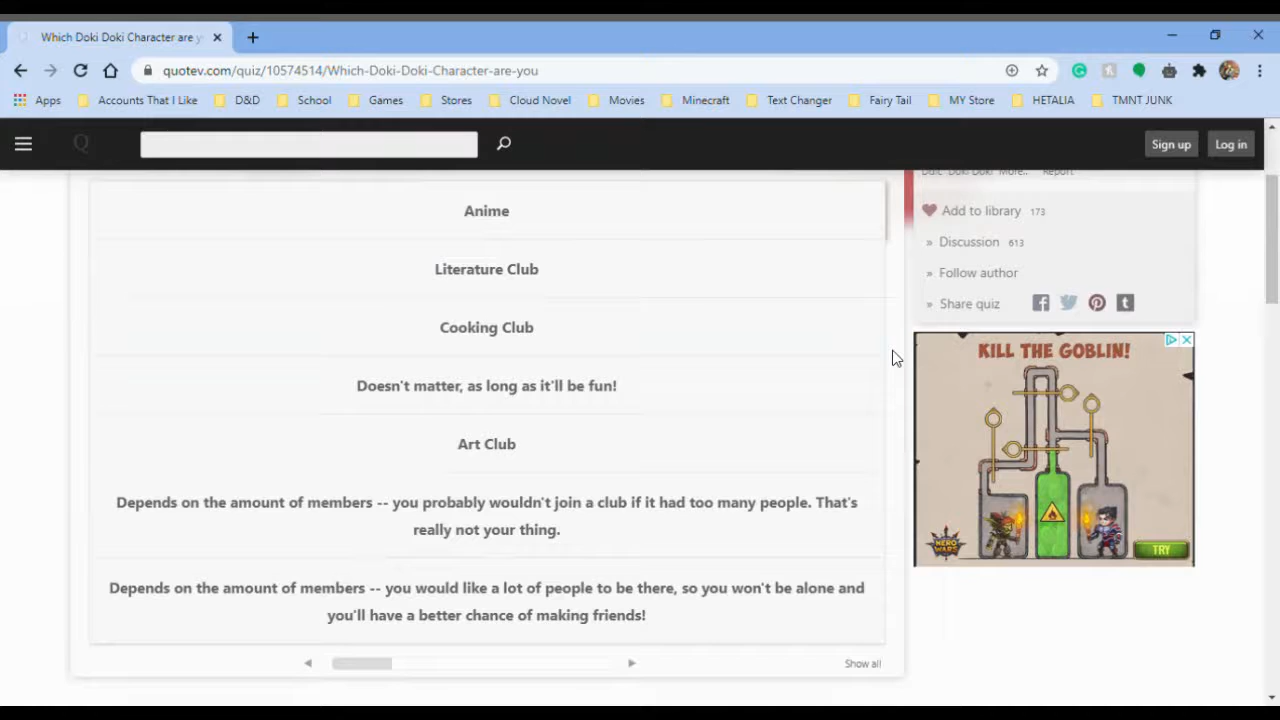 Which Doki Doki Character are y
quotev.com/quiz/10574514/Which-Doki-Doki-Character-are-you
Apps Accounts That I Like D&D School Games Stores Cloud Novel Movies Minecraft Text Changer Fairy Tail MY Store HETALIA TMNT JUNK
Q Sign up Log in
Doki Doki More.. Report
Anime
Literature Club
Cooking Club
Doesn't matter, as long as it'll be fun!
Art Club
Depends on the amount of members -- you probably wouldn't join a club if it had too many people. That's
really not your thing.
Depends on the amount of members -- you would like a lot of people to be there, so you won't be alone and
you'll have a better chance of making friends!
Show all
Add to library 173
» Discussion 613
» Follow author
» Share quiz
KILL THE GOBLIN!
HERO
WARS
TRY